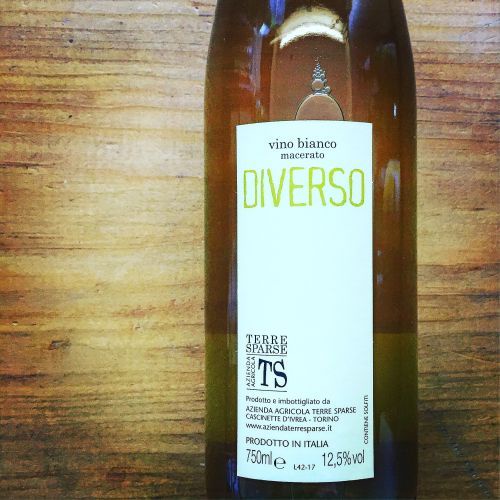 vino bianco
macerato
DIVERSO
TERRE
SPARSE
AZIENDA
AGRICOLA
TS
Prodotto e imbottigliato da
AZIENDA AGRICOLA TERRE SPARSE
CASCINETTE D'IVREA - TORINO
www.aziendaterresparse.it
PRODOTTO IN ITALIA
750ml e L42-17 12,5%vol
CONTIENE SOLFITI